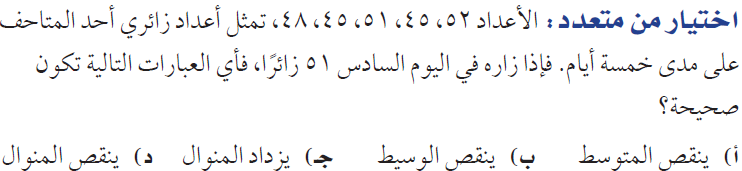 اختيار من متعدد: الأعداد ٥٢، ٤٥، ٥١، ٤٥، ٤٨، تمثل أعداد زائري أحد المتاحف
على مدى خمسة أيام. فإذا زاره في اليوم السادس ٥١ زائرًا، فأي العبارات التالية تكون
صحيحة؟
أ) ينقص المتوسط ب) ينقص الوسيط جـ) يزداد المنوال د) ينقص المنوال